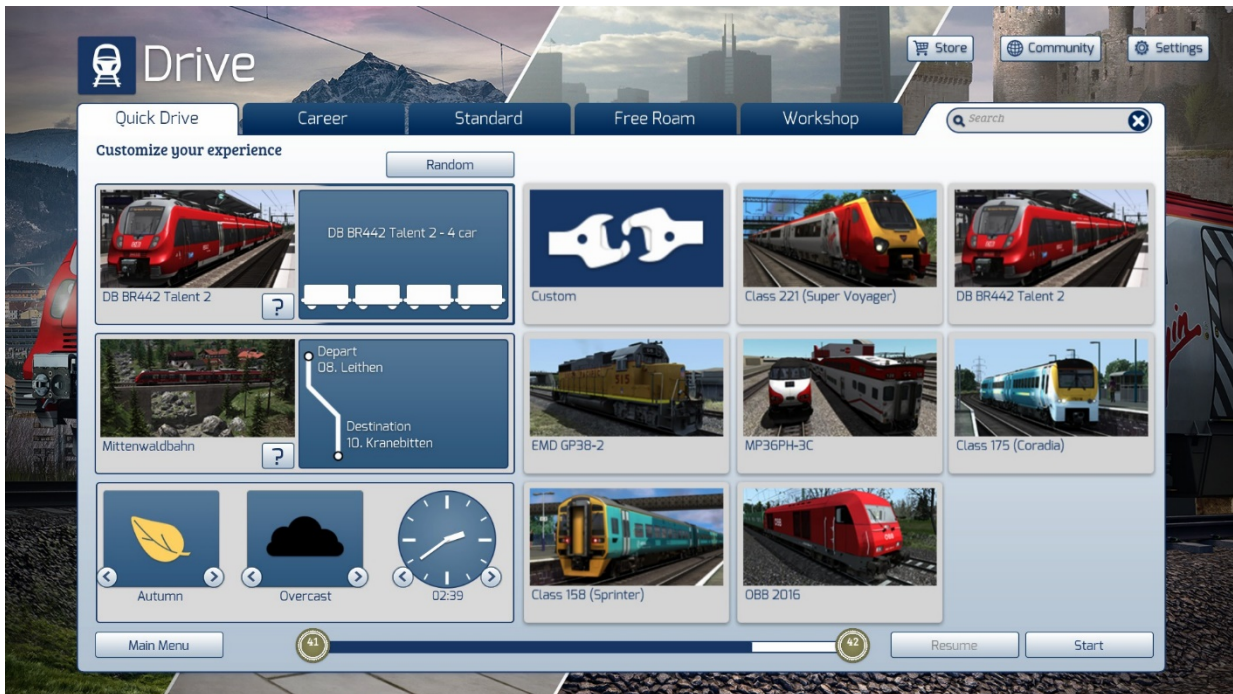 Drive
Store
Community
Settings
Quick Drive
Career
Standard
Free Roam
Workshop
Search
Customize your experience
Random
DB BR442 Talent 2
?
DB BR442 Talent 2 - 4 car
Custom
Class 221 (Super Voyager)
DB BR442 Talent 2
Mittenwaldbahn
?
Depart
08. Leithen
Destination
10. Kranebitten
515
EMD GP38-2
MP36PH-3C
Class 175 (Coradia)
Autumn
Overcast
02:39
Class 158 (Sprinter)
OBB 2016
Main Menu
41
42
Resume
Start